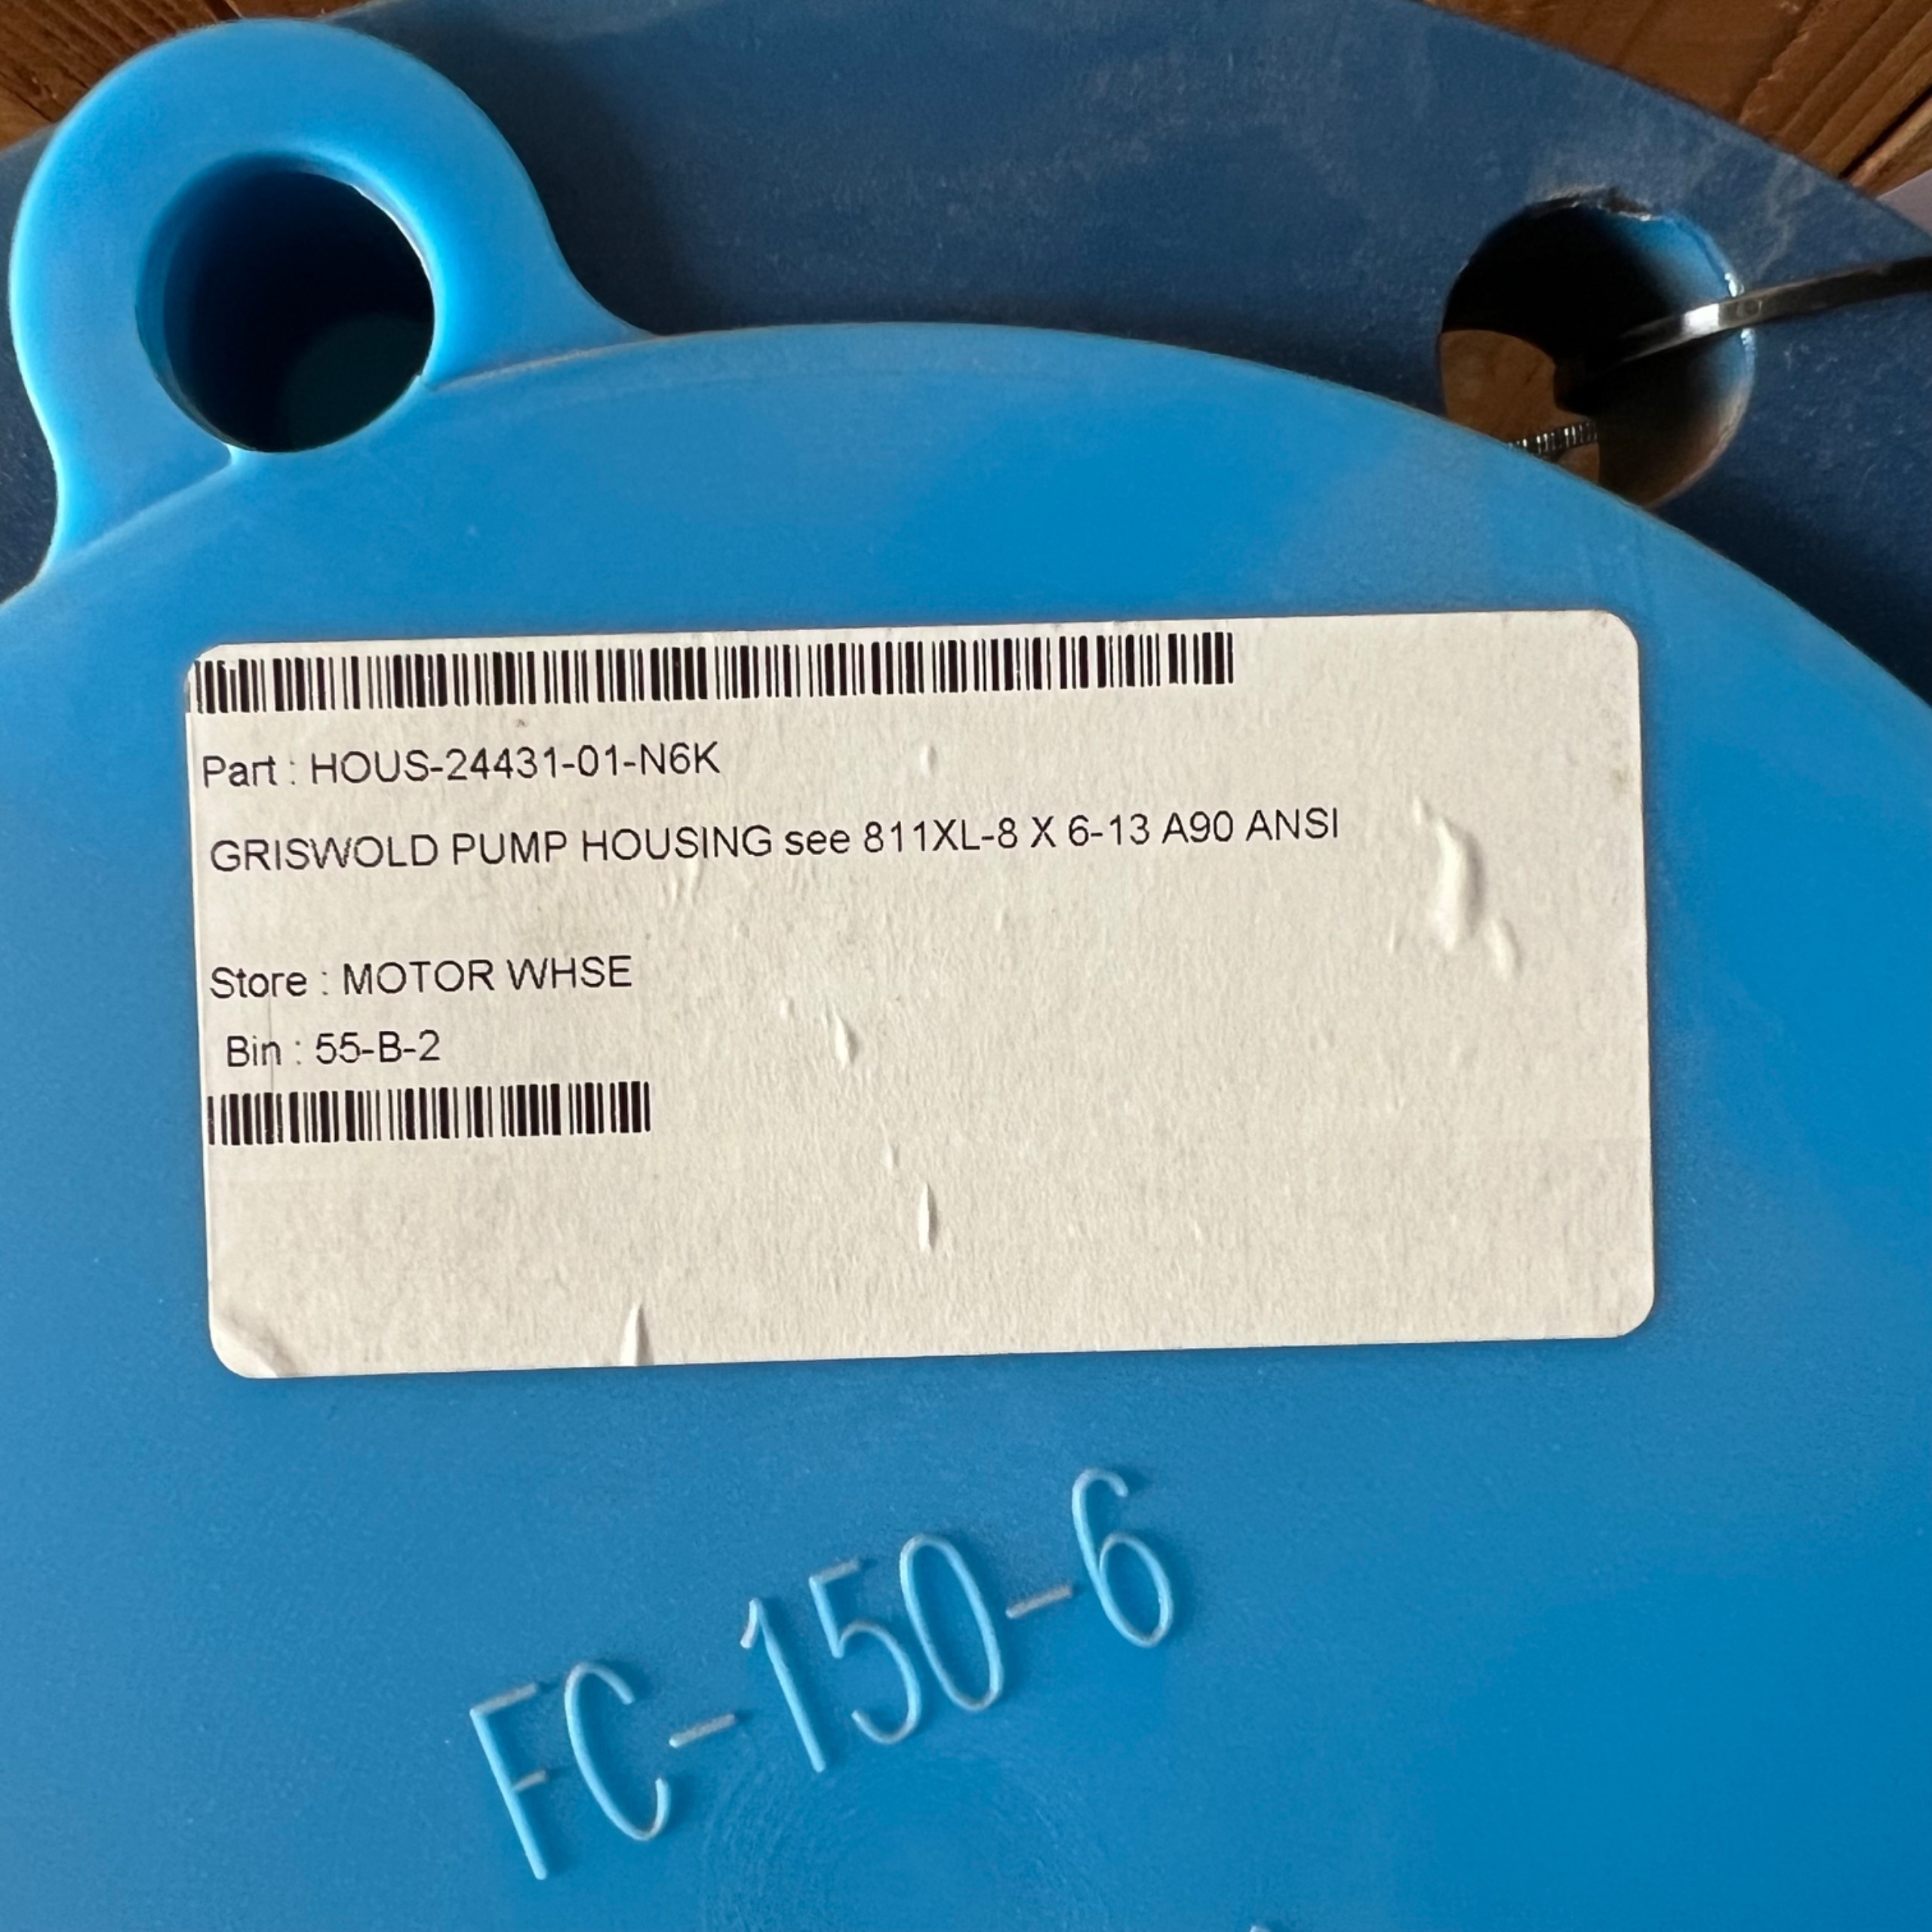 Part : HOUS-24431-01-N6K
GRISWOLD PUMP HOUSING see 811XL-8 X 6-13 A90 ANSI
Store : MOTOR WHSE
Bin : 55-B-2
FC-150-6